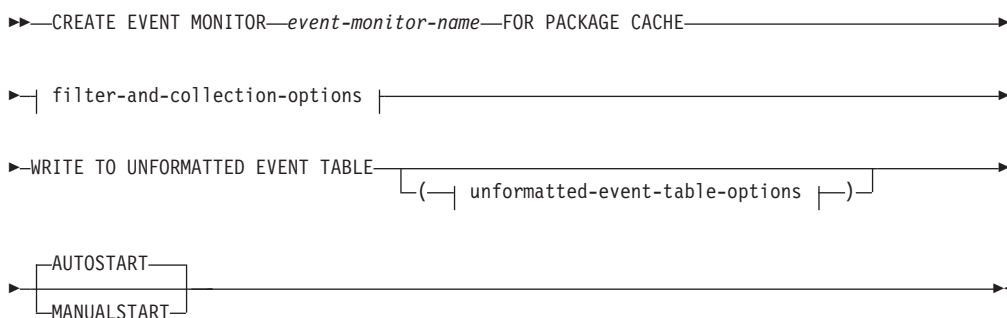 CREATE EVENT MONITOR event-monitor-name FOR PACKAGE CACHE
filter-and-collection-options
WRITE TO UNFORMATTED EVENT TABLE
( unformatted-event-table-options )
AUTOSTART
MANUALSTART